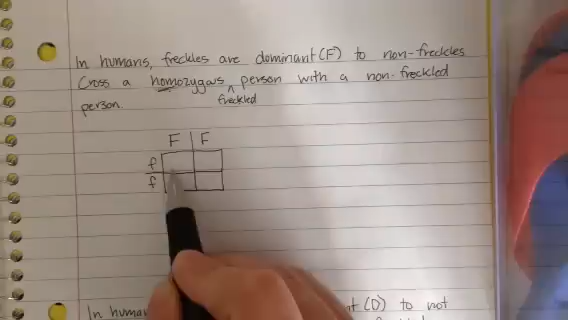 In humans, freckles are dominant (F) to non-freckles
Cross a homozygous ^ person with a non-freckled
freckled
person.
F F
f
f
In human
nt (D) to not